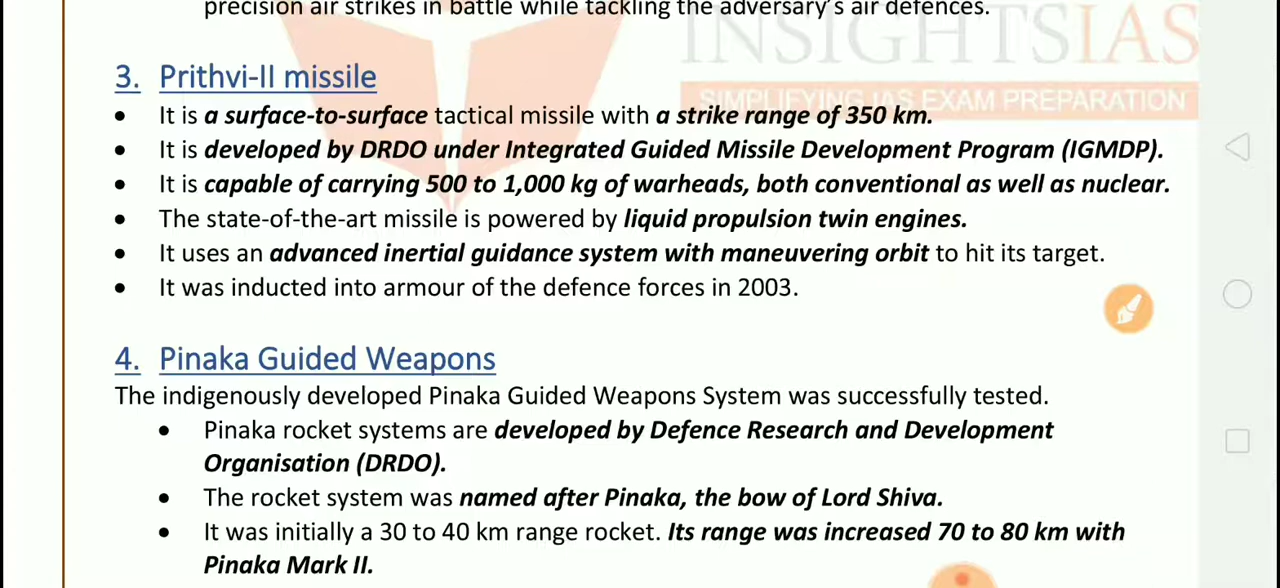 precision air strikes in battle while tackling the adversary's air defences.
INSIGHTSIAS
SIMPLIFYING IAS EXAM PREPARATION
3. Prithvi-II missile
• It is a surface-to-surface tactical missile with a strike range of 350 km.
• It is developed by DRDO under Integrated Guided Missile Development Program (IGMDP).
• It is capable of carrying 500 to 1,000 kg of warheads, both conventional as well as nuclear.
• The state-of-the-art missile is powered by liquid propulsion twin engines.
• It uses an advanced inertial guidance system with maneuvering orbit to hit its target.
• It was inducted into armour of the defence forces in 2003.
4. Pinaka Guided Weapons
The indigenously developed Pinaka Guided Weapons System was successfully tested.
• Pinaka rocket systems are developed by Defence Research and Development
Organisation (DRDO).
• The rocket system was named after Pinaka, the bow of Lord Shiva.
• It was initially a 30 to 40 km range rocket. Its range was increased 70 to 80 km with
Pinaka Mark II.